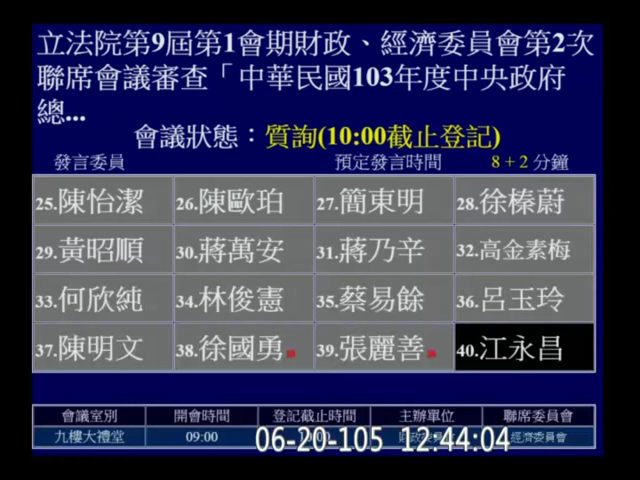 立法院第9屆第1會期財政、經濟委員會第2次
聯席會議審查「中華民國103年度中央政府
總...
會議狀態：質詢(10:00截止登記)
發言委員 預定發言時間 8+2分鐘
25.陳怡潔 26.陳歐珀 27.簡東明 28.徐榛蔚
29.黃昭順 30.蔣萬安 31.蔣乃辛 32.高金素梅
33.何欣純 34.林俊憲 35.蔡易餘 36.呂玉玲
37.陳明文 38.徐國勇 39.張麗善 40.江永昌
會議室別 開會時間 登記截止時間 主辦單位 聯席委員會
九樓大禮堂 09:00 經濟委員會
06-20-105 12:44:04